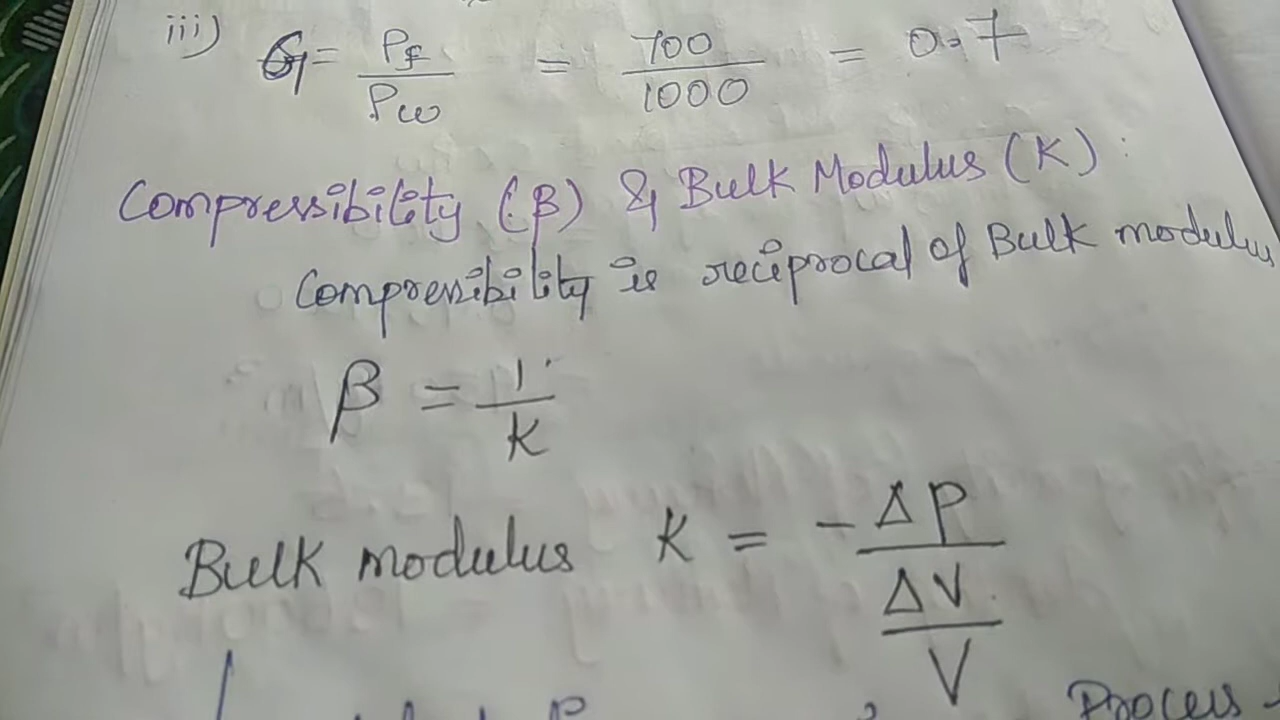 iii) G = ρf / ρw = 700 / 1000 = 0.7
Compressibility (β) & Bulk Modulus (K) :
Compressibility is reciprocal of Bulk modulus
β = 1 / K
Bulk modulus K = - ΔP / (ΔV / V)
Process